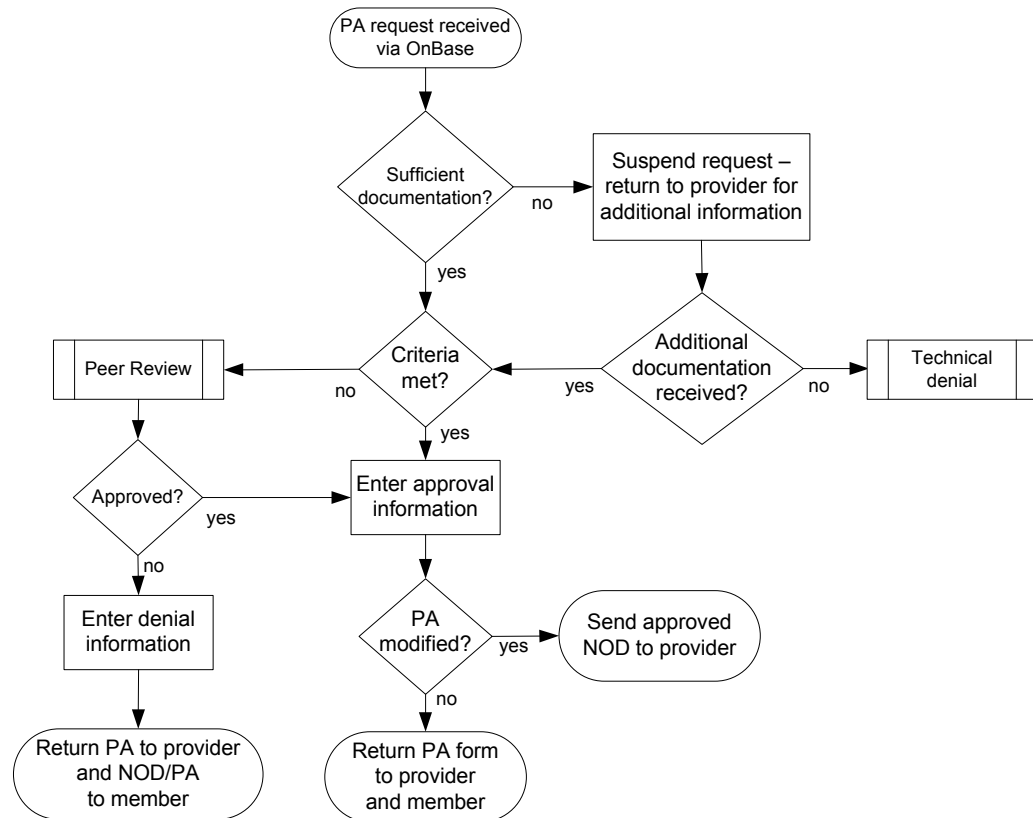 PA request received
via OnBase
Sufficient
documentation?
no
Suspend request –
return to provider for
additional information
yes
Peer Review
no
Criteria
met?
yes
Additional
documentation
received?
no
Technical
denial
yes
Approved?
yes
Enter approval
information
no
Enter denial
information
PA
modified?
yes
Send approved
NOD to provider
no
Return PA to provider
and NOD/PA
to member
Return PA form
to provider
and member